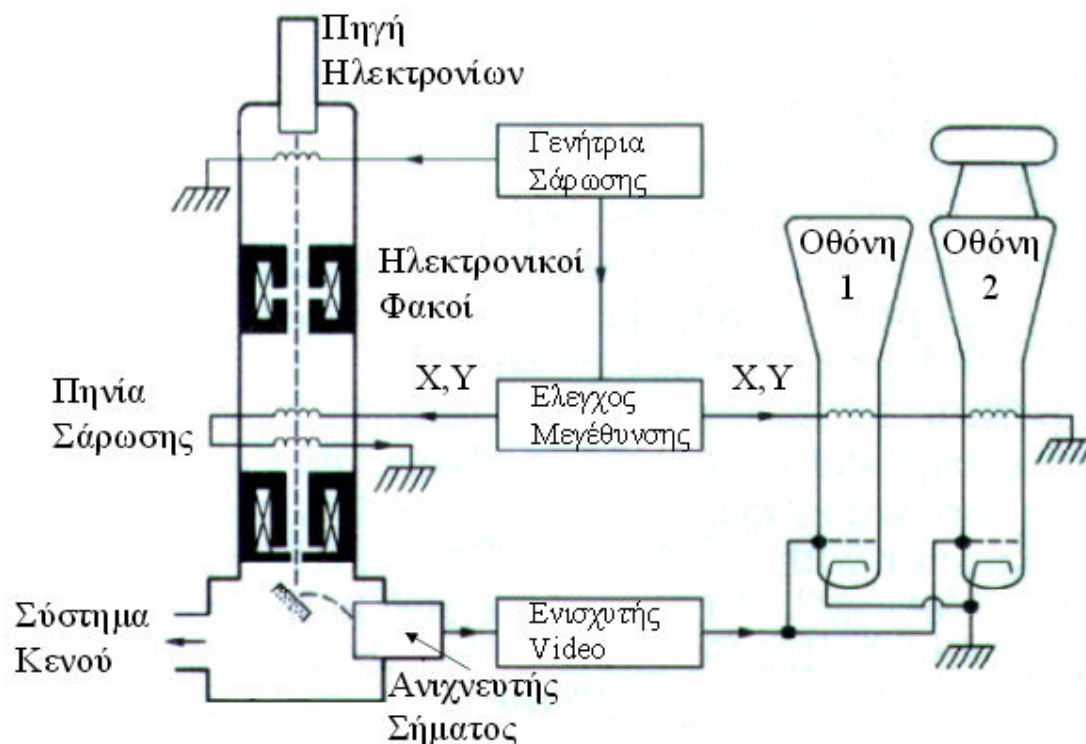 Πηγή
Ηλεκτρονίων
Γενήτρια
Σάρωσης
Οθόνη
1
Οθόνη
2
Ηλεκτρονικοί
Φακοί
Πηνία
Σάρωσης
Χ,Υ
Ελεγχος
Μεγέθυνσης
Χ,Υ
Σύστημα
Κενού
Ενισχυτής
Video
Ανιχνευτής
Σήματος